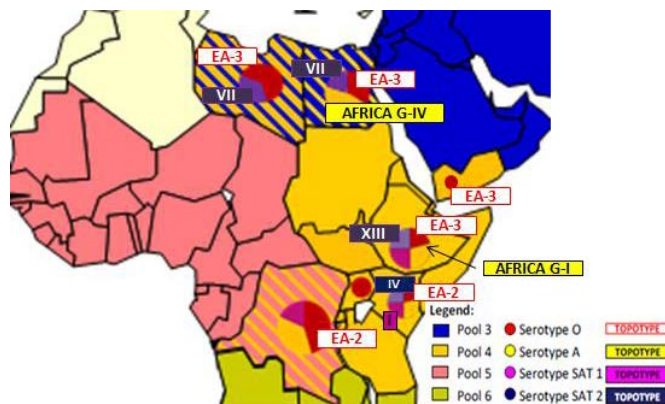 EA-3
VII
VII
EA-3
AFRICA G-IV
EA-3
XIII
EA-3
AFRICA G-I
IV
EA-2
I
EA-2
Legend:
Pool 3 Serotype O TOPOTYPE
Pool 4 Serotype A TOPOTYPE
Pool 5 Serotype SAT 1 TOPOTYPE
Pool 6 Serotype SAT 2 TOPOTYPE